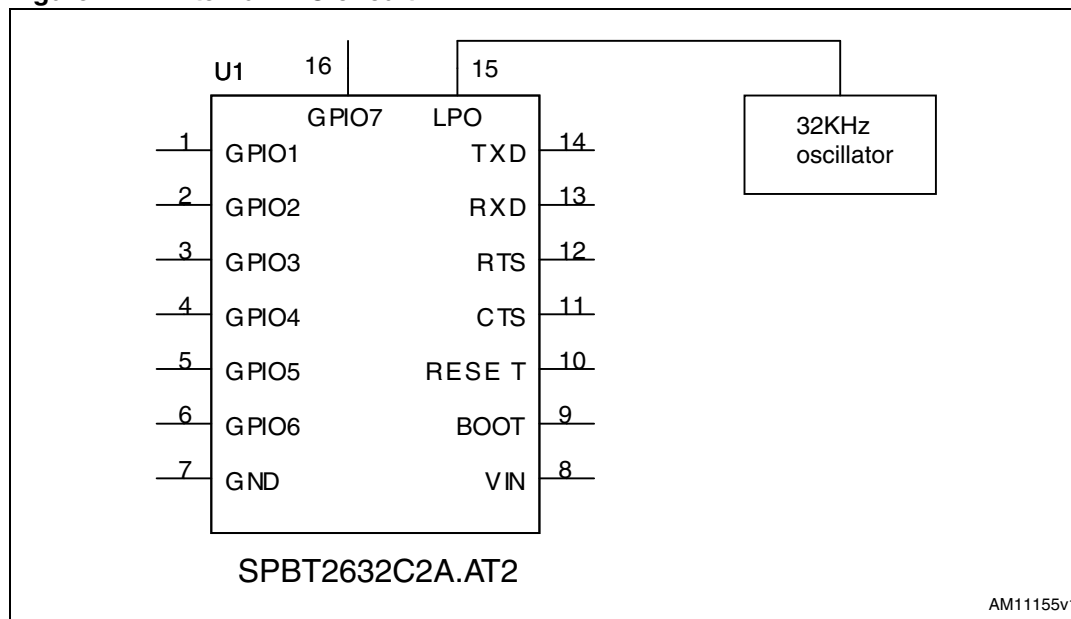 U1
16
15
GPIO7
LPO
32KHz
oscillator
1
GPIO1
TXD
14
2
GPIO2
RXD
13
3
GPIO3
RTS
12
4
GPIO4
CTS
11
5
GPIO5
RESET
10
6
GPIO6
BOOT
9
7
GND
VIN
8
SPBT2632C2A.AT2